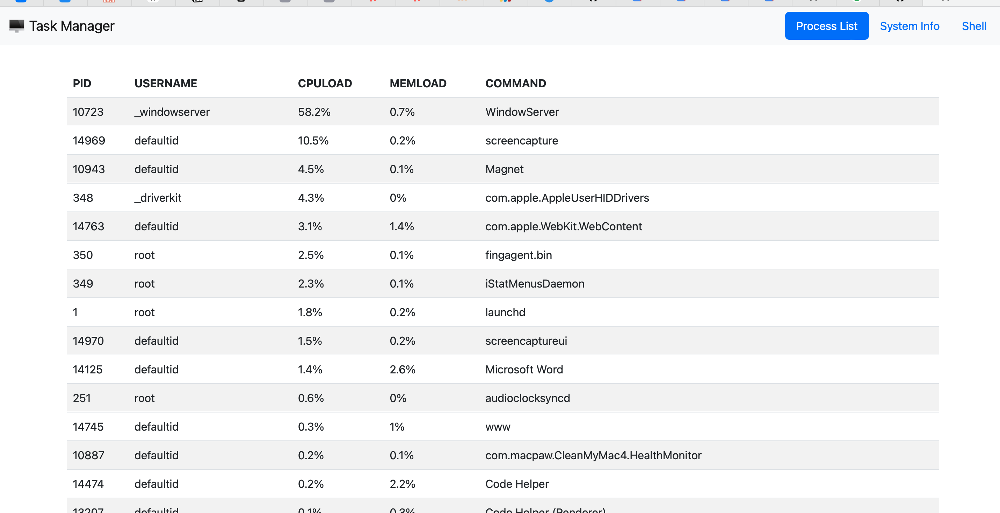 Task Manager Process List System Info Shell
PID USERNAME CPULOAD MEMLOAD COMMAND
10723 _windowserver 58.2% 0.7% WindowServer
14969 defaultid 10.5% 0.2% screencapture
10943 defaultid 4.5% 0.1% Magnet
348 _driverkit 4.3% 0% com.apple.AppleUserHIDDrivers
14763 defaultid 3.1% 1.4% com.apple.WebKit.WebContent
350 root 2.5% 0.1% fingagent.bin
349 root 2.3% 0.1% iStatMenusDaemon
1 root 1.8% 0.2% launchd
14970 defaultid 1.5% 0.2% screencaptureui
14125 defaultid 1.4% 2.6% Microsoft Word
251 root 0.6% 0% audioclocksyncd
14745 defaultid 0.3% 1% www
10887 defaultid 0.2% 0.1% com.macpaw.CleanMyMac4.HealthMonitor
14474 defaultid 0.2% 2.2% Code Helper
13207 defaultid 0.1% 0.3% Code Helper (Renderer)